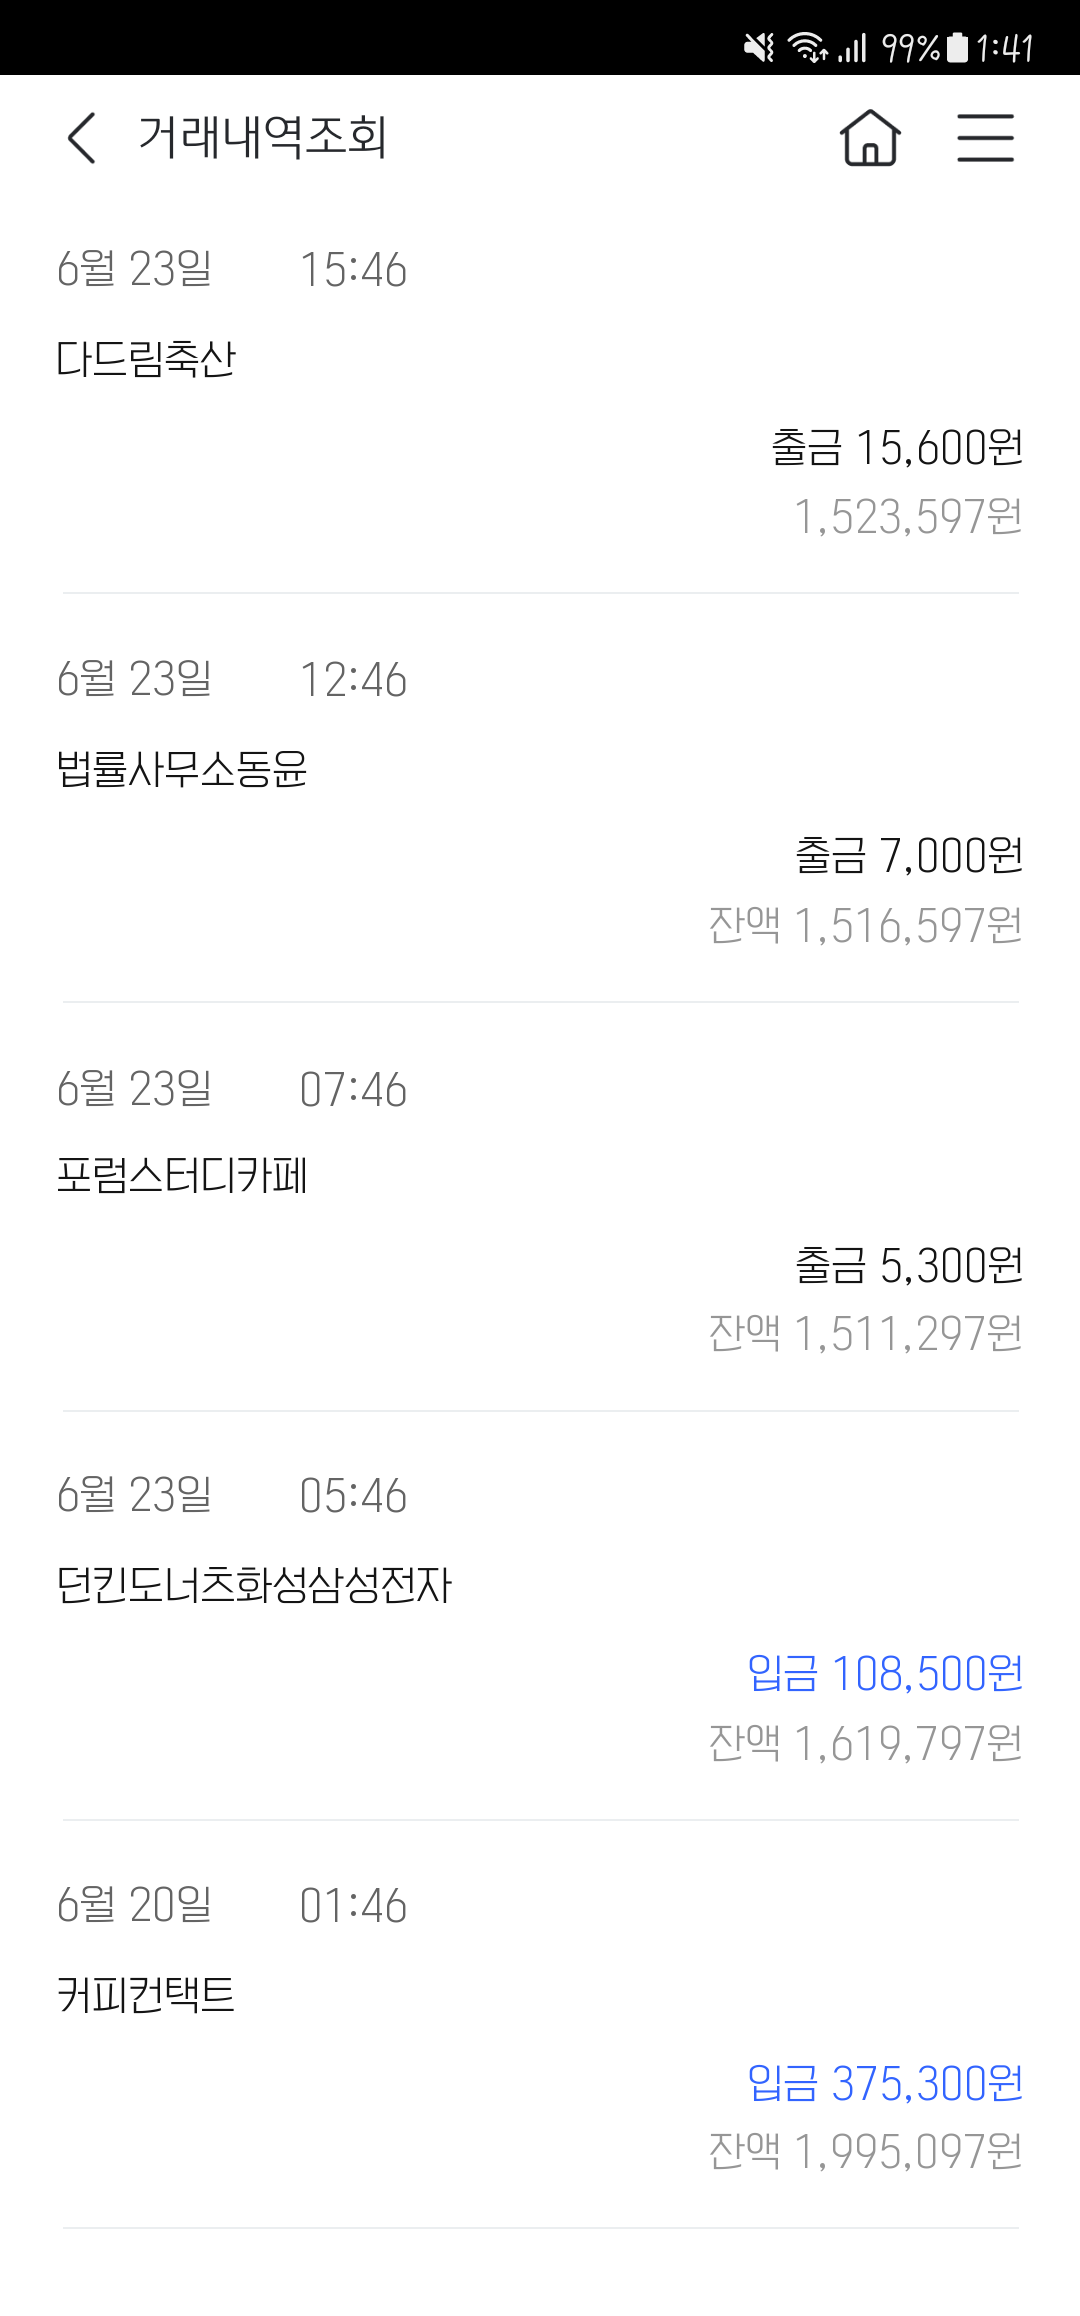 99% 1:41
거래내역조회
6월 23일 15:46
다드림축산
출금 15,600원
1,523,597원
6월 23일 12:46
법률사무소동윤
출금 7,000원
잔액 1,516,597원
6월 23일 07:46
포럼스터디카페
출금 5,300원
잔액 1,511,297원
6월 23일 05:46
던킨도너츠화성삼성전자
입금 108,500원
잔액 1,619,797원
6월 20일 01:46
커피컨택트
입금 375,300원
잔액 1,995,097원